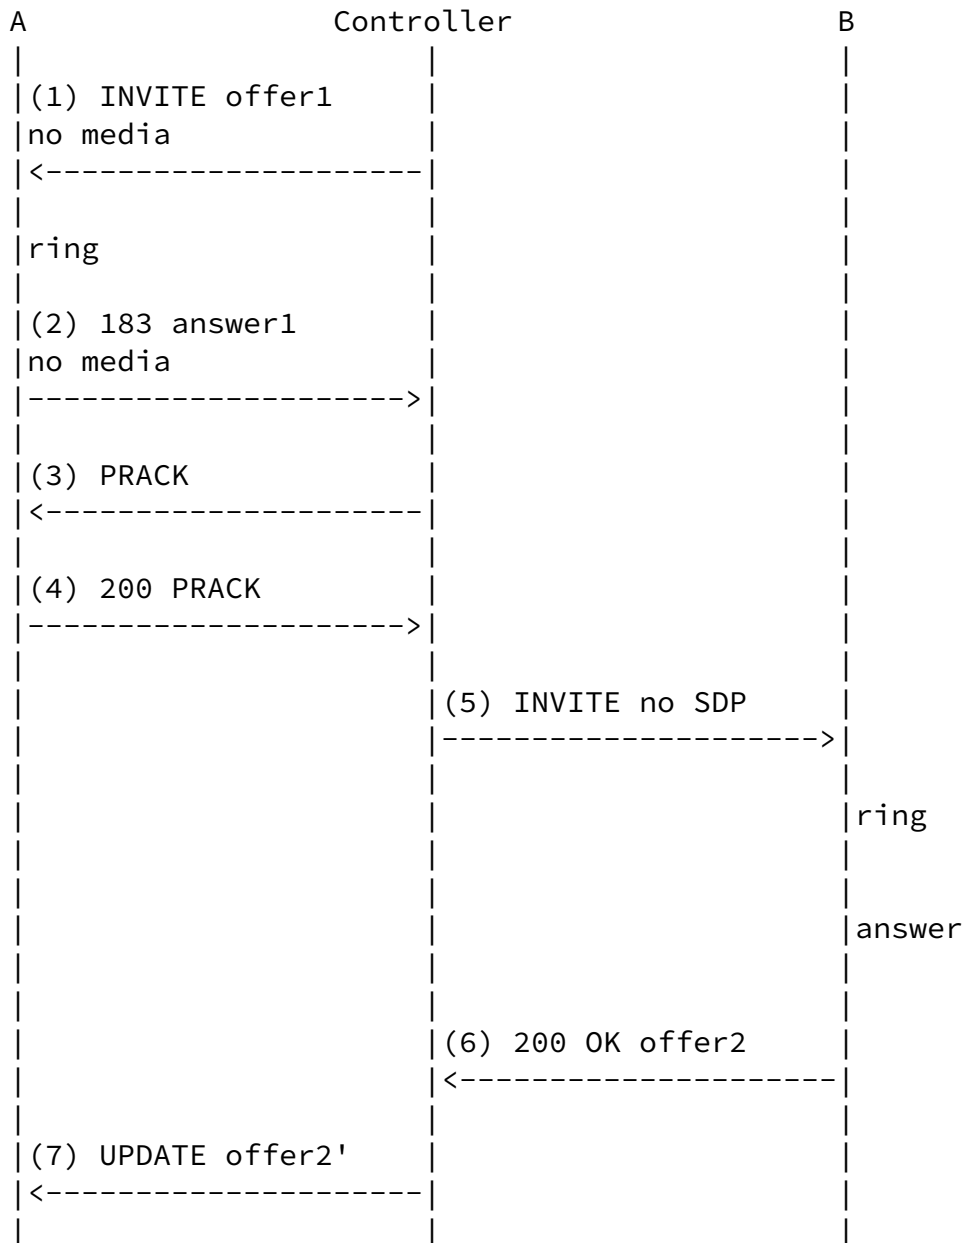 A Controller B
(1) INVITE offer1
no media
<---------------------
ring
(2) 183 answer1
no media
--------------------->
(3) PRACK
<---------------------
(4) 200 PRACK
--------------------->
(5) INVITE no SDP
--------------------->
ring
answer
(6) 200 OK offer2
<---------------------
(7) UPDATE offer2'
<---------------------